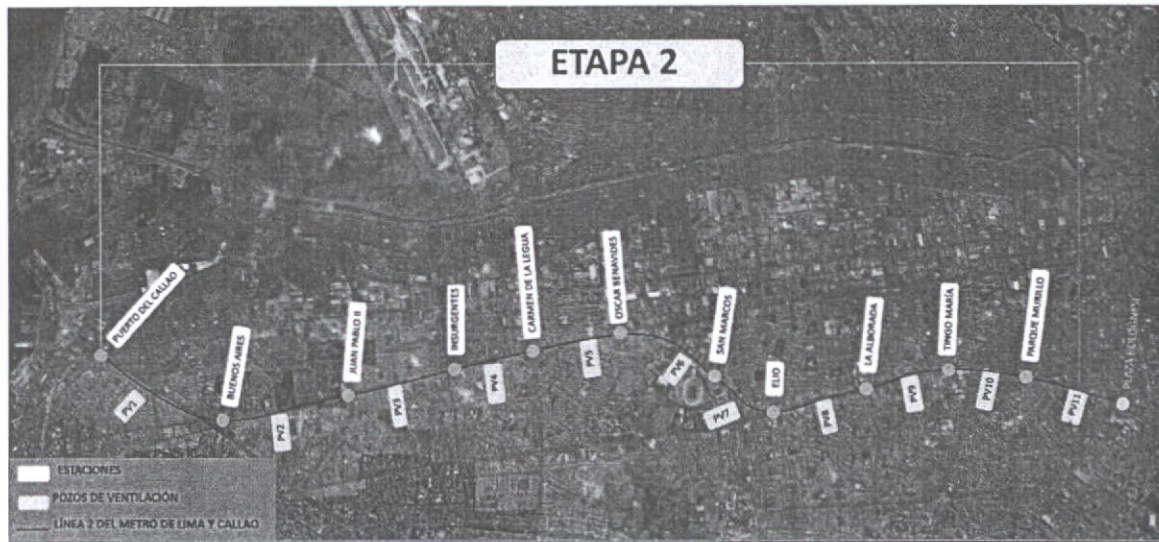 ETAPA 2
PUERTO DEL CALLAO
PV1
BUENOS AIRES
PV2
JUAN PABLO II
PV3
INSURGENTES
PV4
CARMEN DE LA LEGUA
PV5
OSCAR BENAVIDES
PV6
SAN MARCOS
PV7
ELIO
PV8
LA ALBORADA
PV9
TINGO MARÍA
PV10
PARQUE MURILLO
PV11
PLAZA BOLOGNESI
ESTACIONES
POZOS DE VENTILACIÓN
LÍNEA 2 DEL METRO DE LIMA Y CALLAO